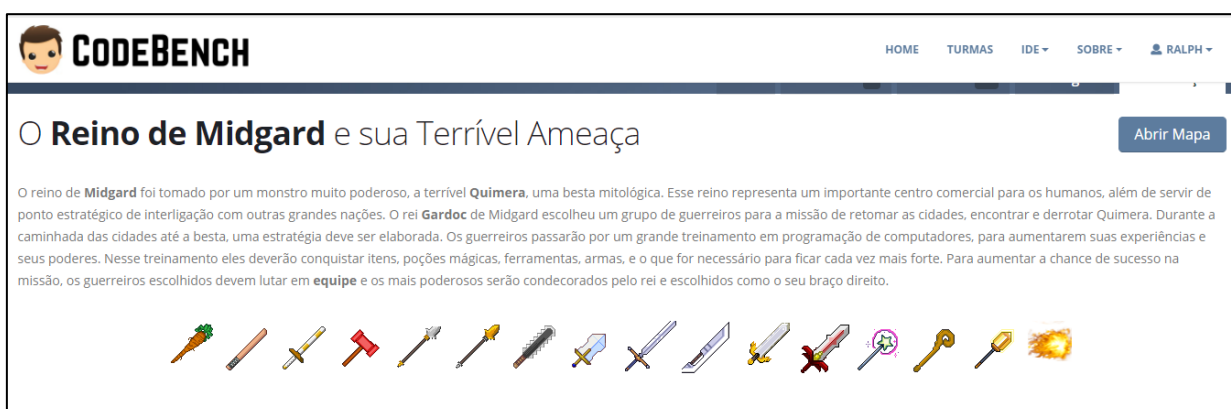 CODEBENCH
HOME TURMAS IDE SOBRE RALPH
O Reino de Midgard e sua Terrível Ameaça
Abrir Mapa
O reino de Midgard foi tomado por um monstro muito poderoso, a terrível Quimera, uma besta mitológica. Esse reino representa um importante centro comercial para os humanos, além de servir de
ponto estratégico de interligação com outras grandes nações. O rei Gardoc de Midgard escolheu um grupo de guerreiros para a missão de retomar as cidades, encontrar e derrotar Quimera. Durante a
caminhada das cidades até a besta, uma estratégia deve ser elaborada. Os guerreiros passarão por um grande treinamento em programação de computadores, para aumentarem suas experiências e
seus poderes. Nesse treinamento eles deverão conquistar itens, poções mágicas, ferramentas, armas, e o que for necessário para ficar cada vez mais forte. Para aumentar a chance de sucesso na
missão, os guerreiros escolhidos devem lutar em equipe e os mais poderosos serão condecorados pelo rei e escolhidos como o seu braço direito.